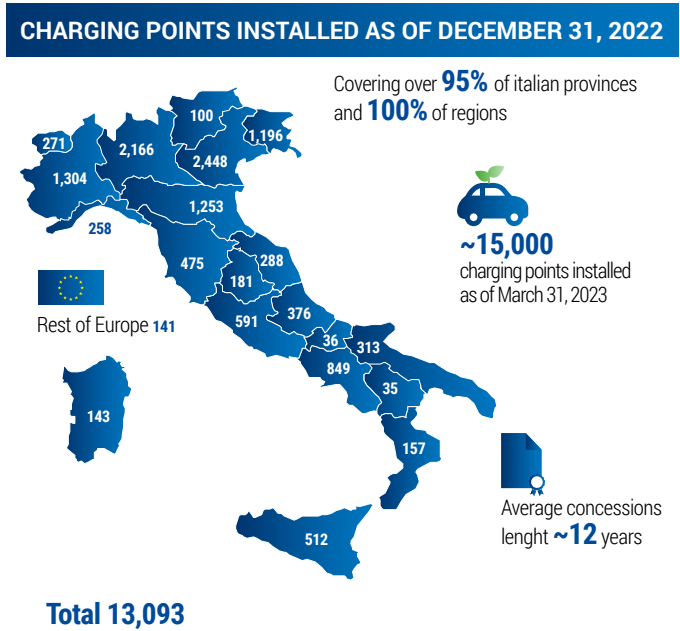 CHARGING POINTS INSTALLED AS OF DECEMBER 31, 2022
Covering over 95% of italian provinces
and 100% of regions
100
1,196
271
2,166
2,448
1,304
1,253
258
~15,000
charging points installed
as of March 31, 2023
475
288
181
Rest of Europe 141
591
376
36
313
849
35
143
157
Average concessions
lenght ~12 years
512
Total 13,093